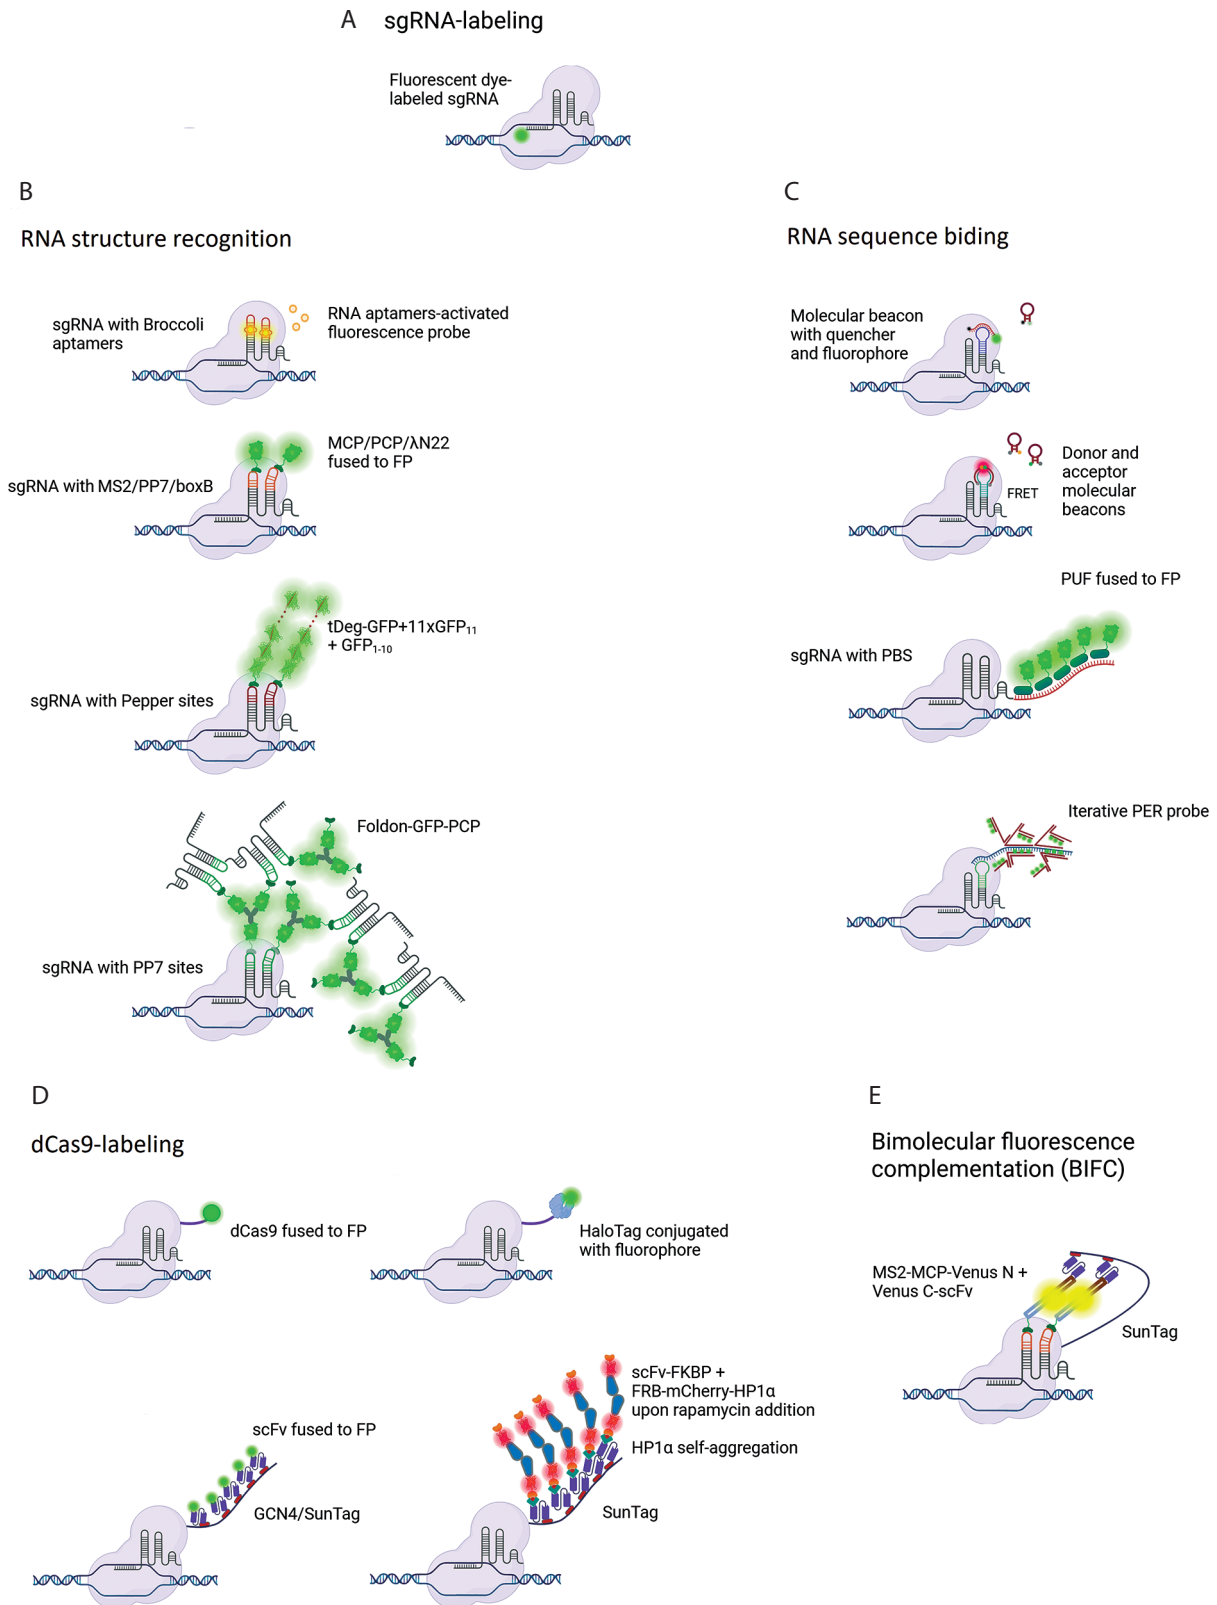 A sgRNA-labeling
Fluorescent dye-
labeled sgRNA
B
RNA structure recognition
sgRNA with Broccoli
aptamers
RNA aptamers-activated
fluorescence probe
MCP/PCP/λN22
fused to FP
sgRNA with MS2/PP7/boxB
tDeg-GFP+11xGFP₁₁
+ GFP₁₋₁₀
sgRNA with Pepper sites
Foldon-GFP-PCP
sgRNA with PP7 sites
C
RNA sequence biding
Molecular beacon
with quencher
and fluorophore
Donor and
acceptor
molecular
beacons
FRET
PUF fused to FP
sgRNA with PBS
Iterative PER probe
D
dCas9-labeling
dCas9 fused to FP
HaloTag conjugated
with fluorophore
scFv fused to FP
GCN4/SunTag
scFv-FKBP +
FRB-mCherry-HP1α
upon rapamycin addition
HP1α self-aggregation
SunTag
E
Bimolecular fluorescence
complementation (BIFC)
MS2-MCP-Venus N +
Venus C-scFv
SunTag